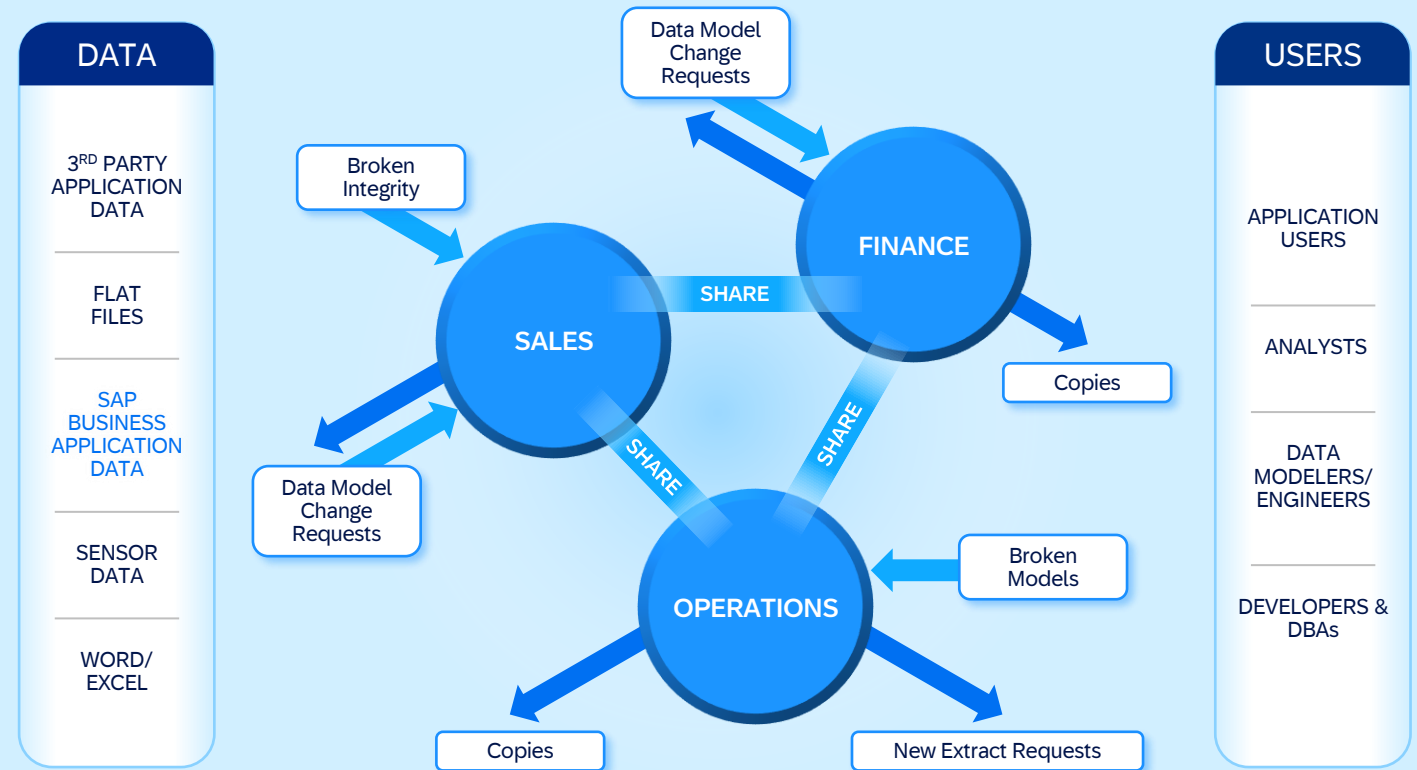 DATA
3RD PARTY
APPLICATION
DATA
FLAT
FILES
SAP
BUSINESS
APPLICATION
DATA
SENSOR
DATA
WORD/
EXCEL
Data Model
Change
Requests
Broken
Integrity
FINANCE
SHARE
SALES
Copies
SHARE
SHARE
Data Model
Change
Requests
Broken
Models
OPERATIONS
Copies
New Extract Requests
USERS
APPLICATION
USERS
ANALYSTS
DATA
MODELERS/
ENGINEERS
DEVELOPERS &
DBAs